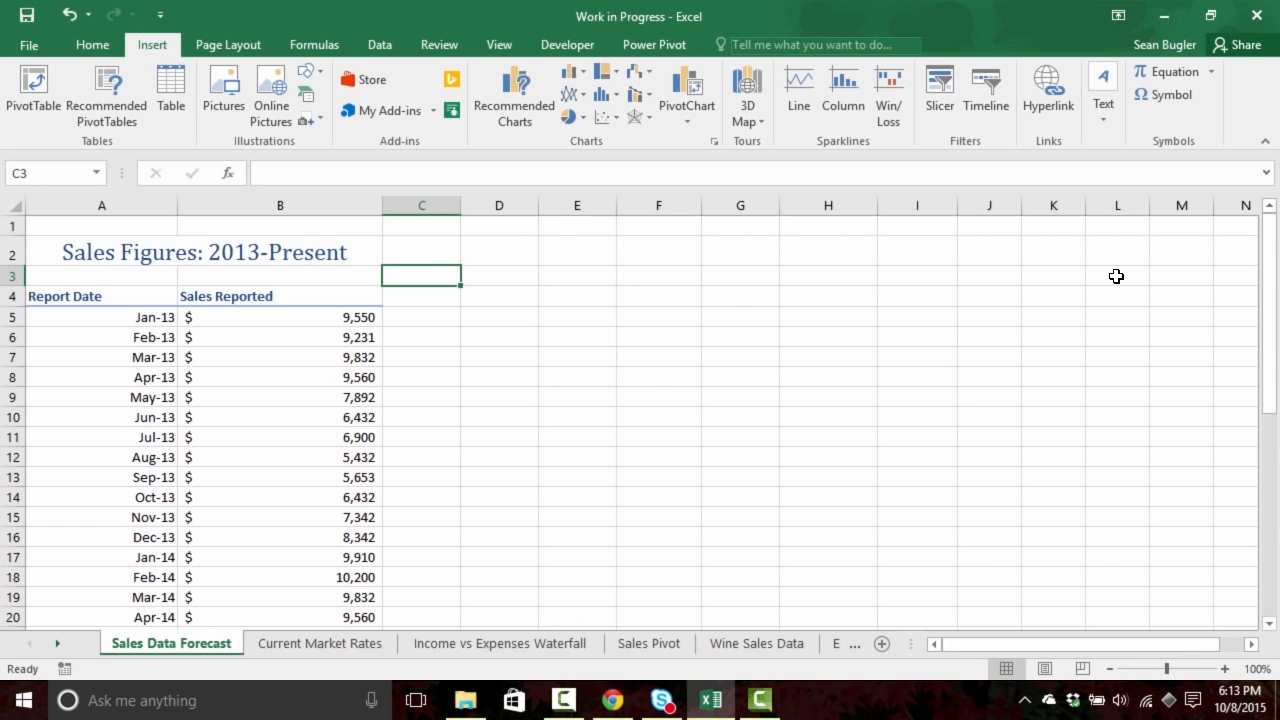 Work in Progress - Excel
File Home Insert Page Layout Formulas Data Review View Developer Power Pivot Tell me what you want to do... Sean Bugler Share
PivotTable Recommended PivotTables Table Pictures Online Pictures Store My Add-ins Recommended Charts PivotChart 3D Map Line Column Win/Loss Slicer Timeline Hyperlink Text Equation Symbol
Tables Illustrations Add-ins Charts Tours Sparklines Filters Links Symbols
C3 fx
A B C D E F G H I J K L M N
1
2 Sales Figures: 2013-Present
3
4 Report Date Sales Reported
5 Jan-13 $ 9,550
6 Feb-13 $ 9,231
7 Mar-13 $ 9,832
8 Apr-13 $ 9,560
9 May-13 $ 7,892
10 Jun-13 $ 6,432
11 Jul-13 $ 6,900
12 Aug-13 $ 5,432
13 Sep-13 $ 5,653
14 Oct-13 $ 6,432
15 Nov-13 $ 7,342
16 Dec-13 $ 8,342
17 Jan-14 $ 9,910
18 Feb-14 $ 10,200
19 Mar-14 $ 9,832
20 Apr-14 $ 9,560
Sales Data Forecast Current Market Rates Income vs Expenses Waterfall Sales Pivot Wine Sales Data E ...
Ready 100%
Ask me anything 6:13 PM
10/8/2015